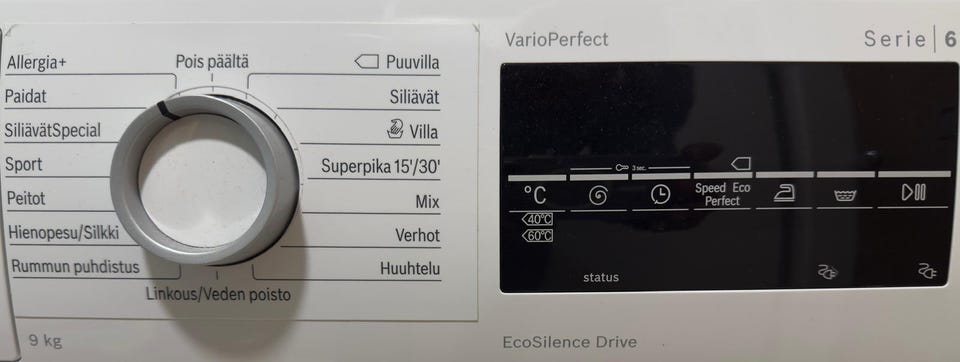 VarioPerfect
Serie | 6
Allergia+
Pois päältä
Puuvilla
Paidat
Siliävät
SiliävätSpecial
Villa
Sport
Superpika 15'/30'
Peitot
Mix
Hienopesu/Silkki
Verhot
Rummun puhdistus
Huuhtelu
Linkous/Veden poisto
9 kg
3 sec.
°C
Speed Eco
Perfect
40°C
60°C
status
EcoSilence Drive